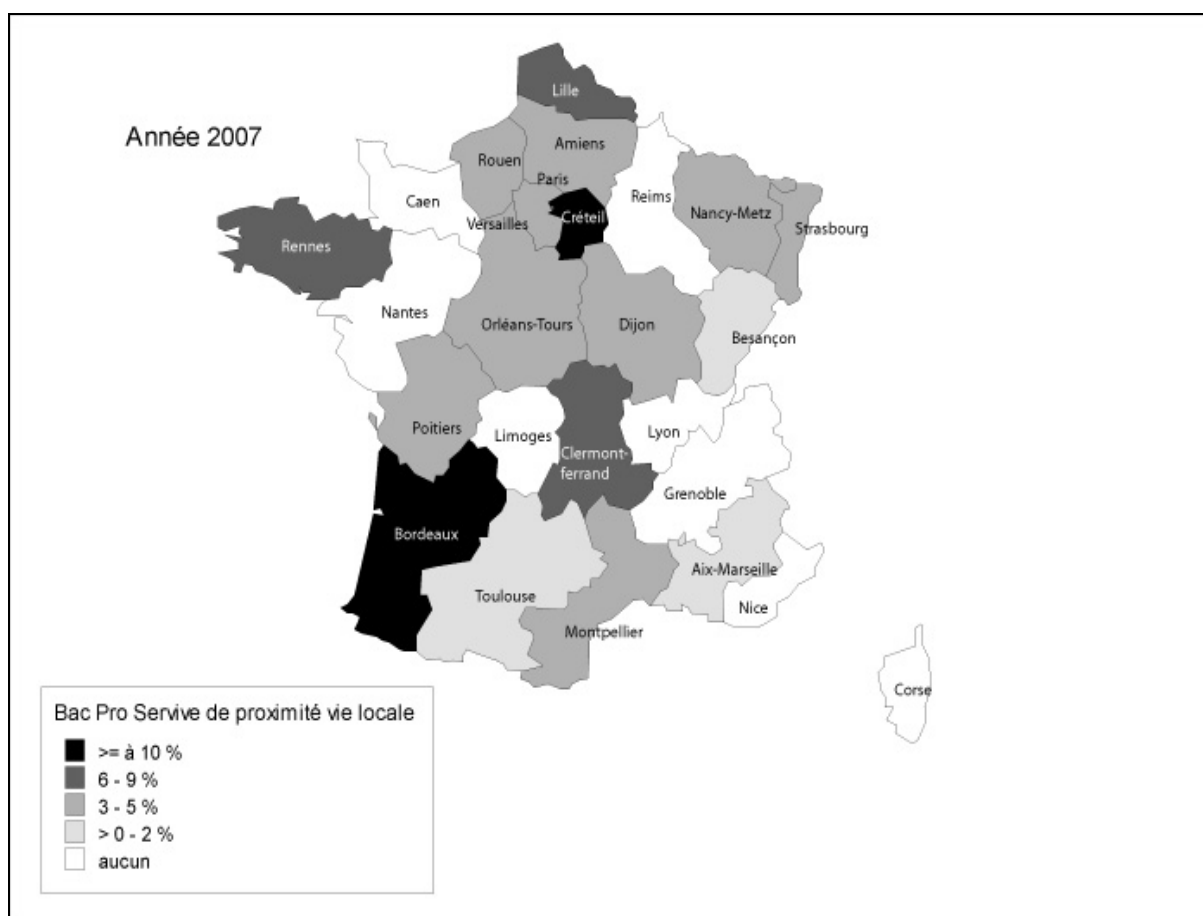 Lille
Année 2007
Amiens
Rouen
Paris
Caen
Reims
Créteil
Nancy-Metz
Versailles
Strasbourg
Rennes
Nantes
Orléans-Tours
Dijon
Besançon
Poitiers
Limoges
Lyon
Clermont-
ferrand
Grenoble
Bordeaux
Aix-Marseille
Toulouse
Nice
Montpellier
Corse
Bac Pro Servive de proximité vie locale
>= à 10 %
6 - 9 %
3 - 5 %
> 0 - 2 %
aucun